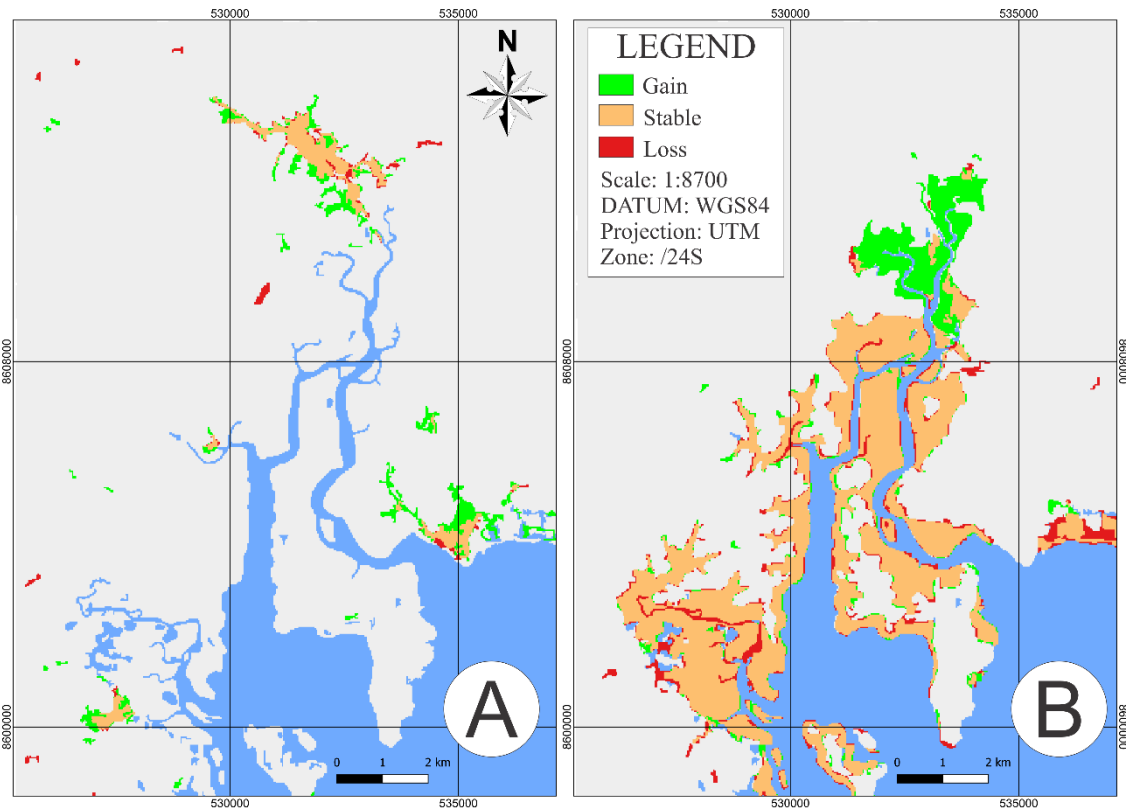 530000
535000
530000
535000
N
LEGEND
Gain
Stable
Loss
Scale: 1:8700
DATUM: WGS84
Projection: UTM
Zone: /24S
8608000
8608000
8600000
8600000
A
B
0 1 2 km
0 1 2 km
530000
535000
530000
535000